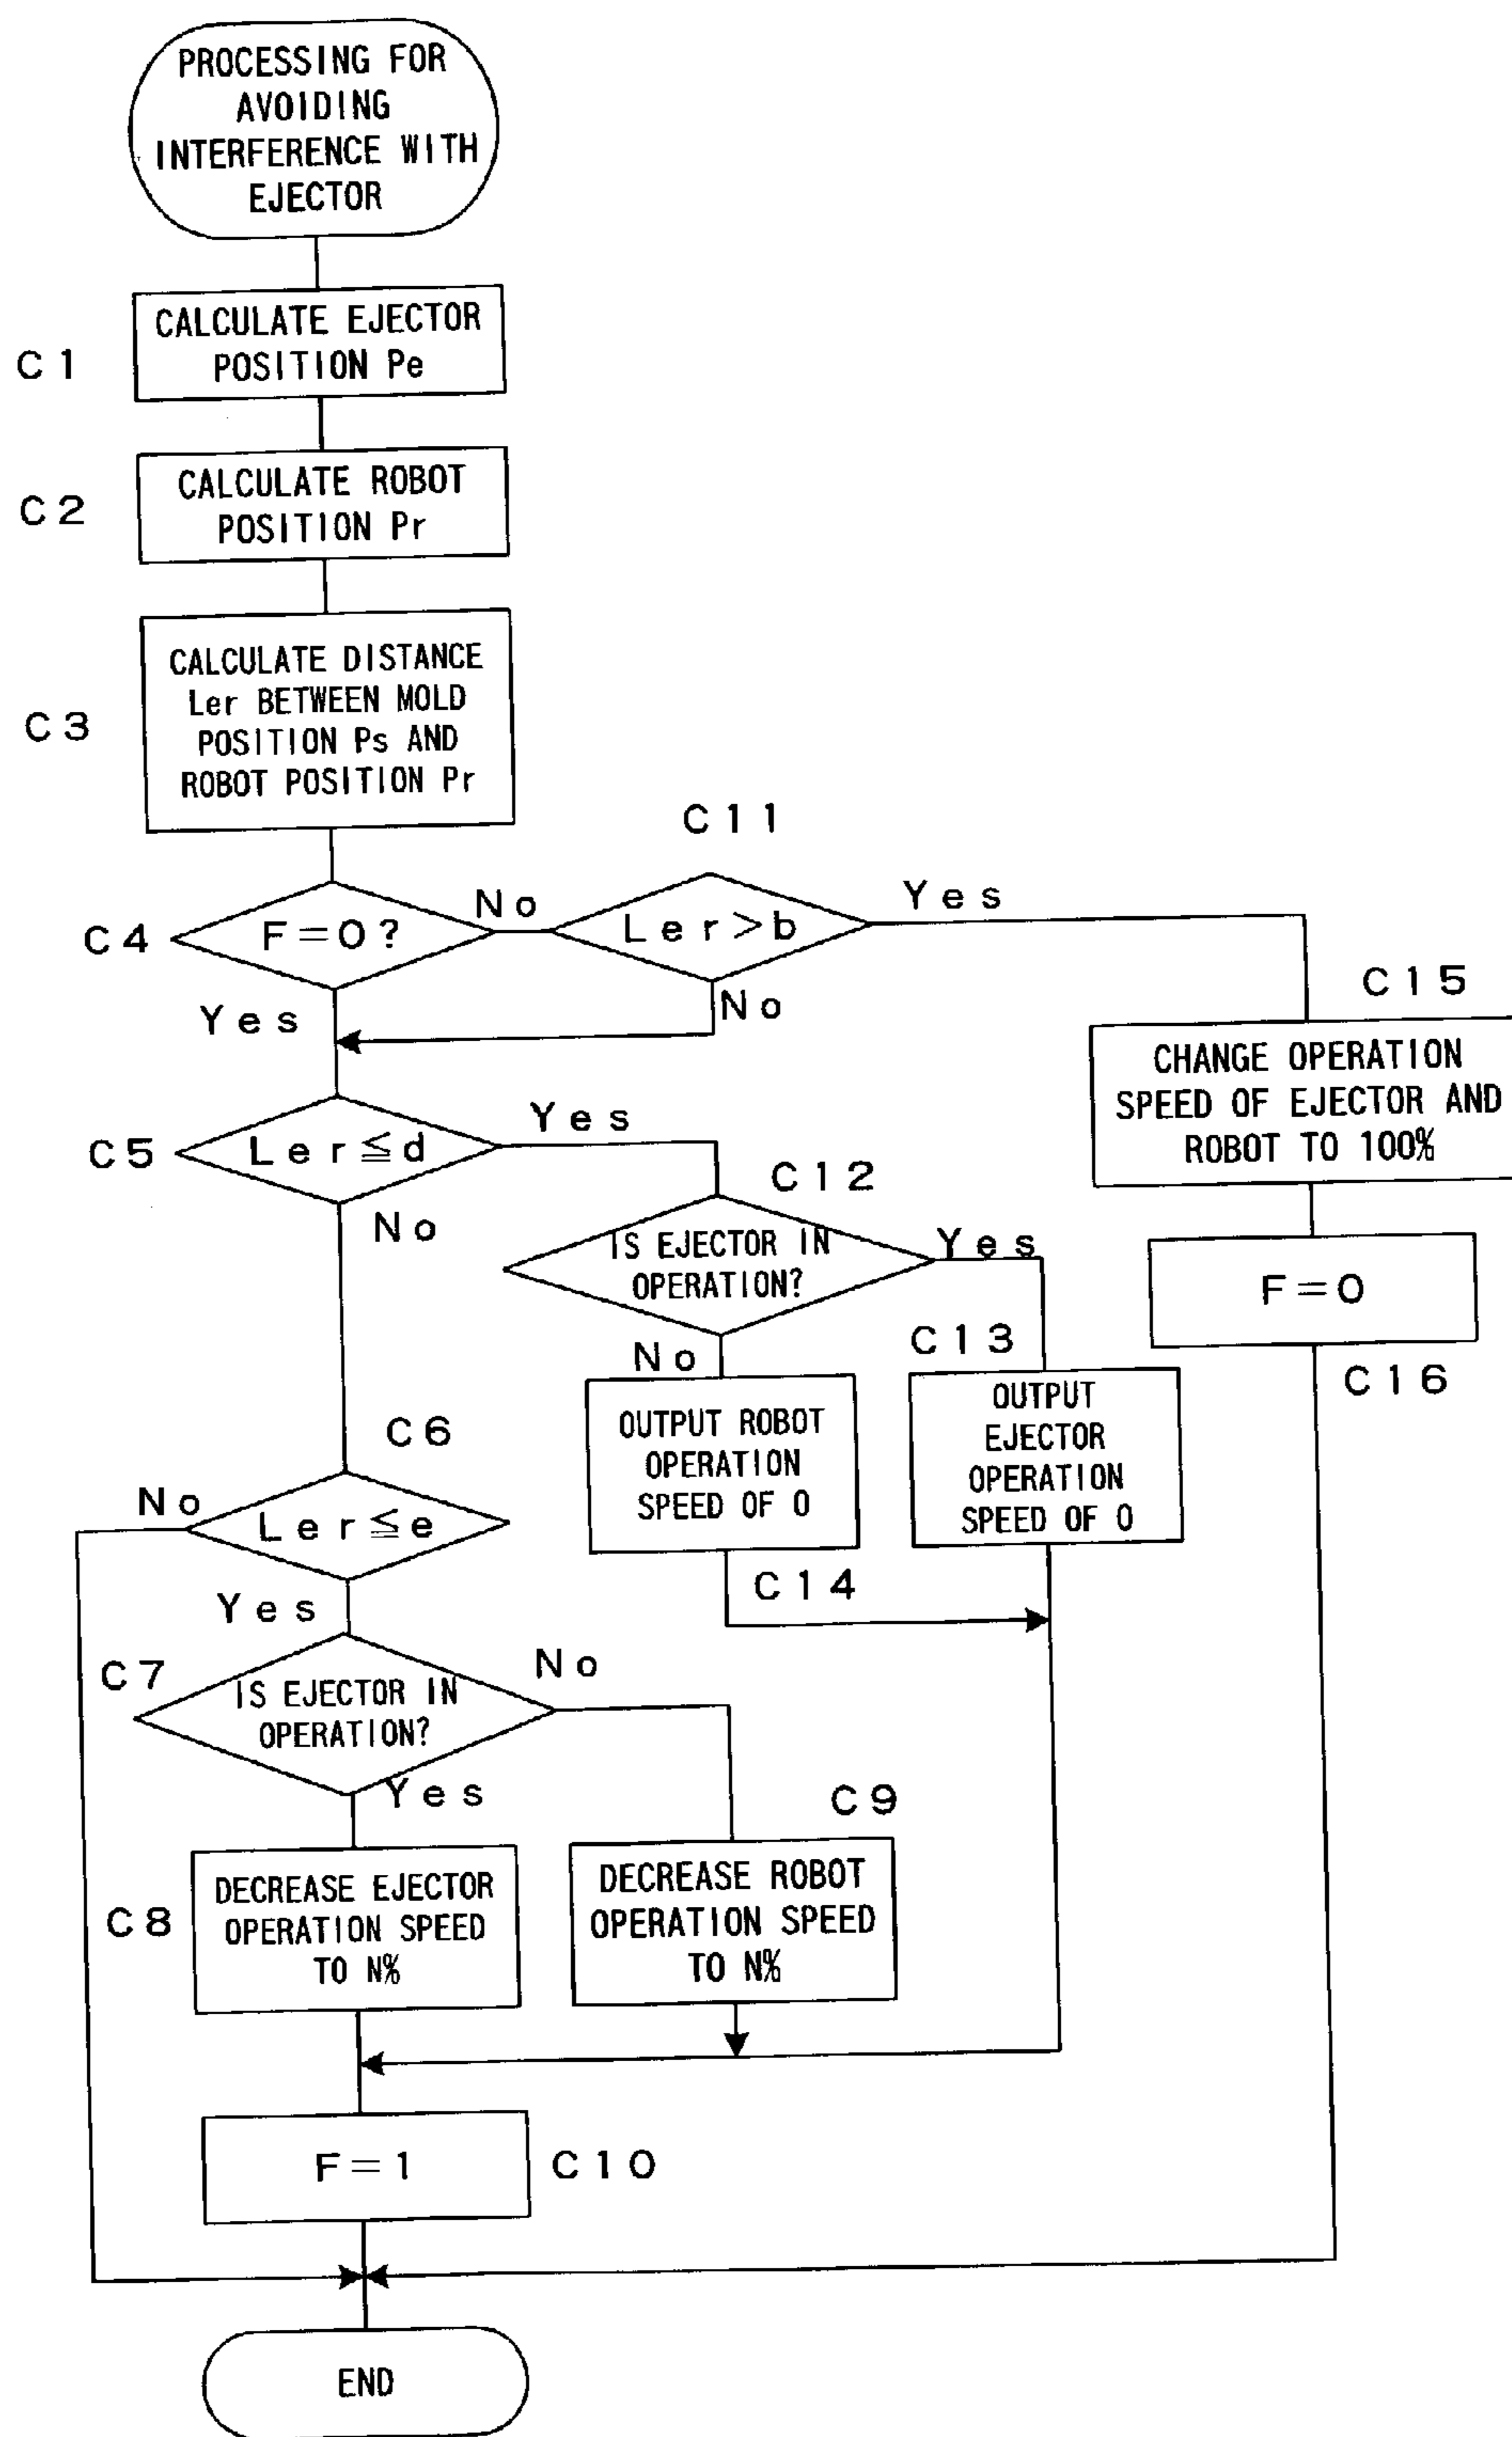 PROCESSING FOR
AVOIDING
INTERFERENCE WITH
EJECTOR
C1
CALCULATE EJECTOR
POSITION Pe
C2
CALCULATE ROBOT
POSITION Pr
C3
CALCULATE DISTANCE
Ler BETWEEN MOLD
POSITION Ps AND
ROBOT POSITION Pr
C4
F=0?
No
Yes
C11
Ler>b
Yes
No
C15
CHANGE OPERATION
SPEED OF EJECTOR AND
ROBOT TO 100%
F=0
C16
C5
Ler≦d
Yes
No
C12
IS EJECTOR IN
OPERATION?
Yes
No
C13
OUTPUT
EJECTOR
OPERATION
SPEED OF 0
OUTPUT ROBOT
OPERATION
SPEED OF 0
C14
C6
Ler≦e
No
Yes
C7
IS EJECTOR IN
OPERATION?
No
Yes
C8
DECREASE EJECTOR
OPERATION SPEED
TO N%
C9
DECREASE ROBOT
OPERATION SPEED
TO N%
F=1
C10
END